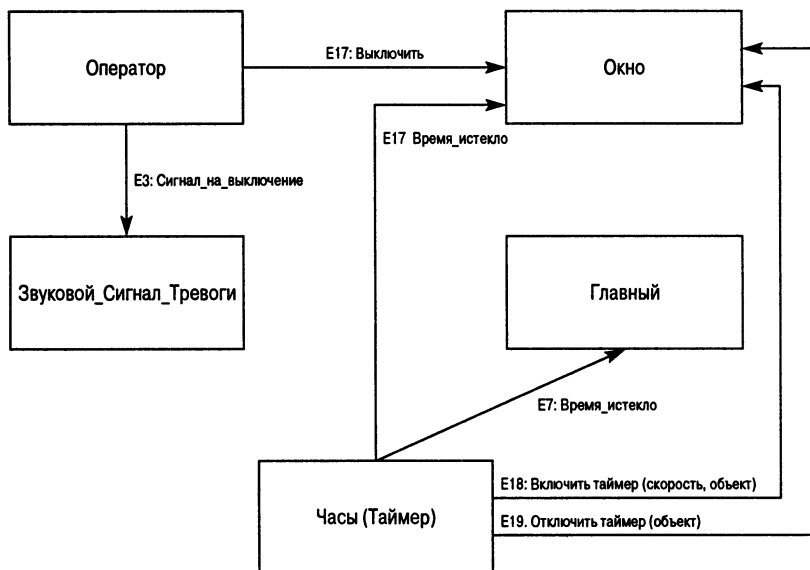 Оператор
E17: Выключить
Окно
E17 Время_истекло
E3: Сигнал_на_выключение
Звуковой_Сигнал_Тревоги
Главный
E7: Время_истекло
Часы (Таймер)
E18: Включить таймер (скорость, объект)
E19. Отключить таймер (объект)